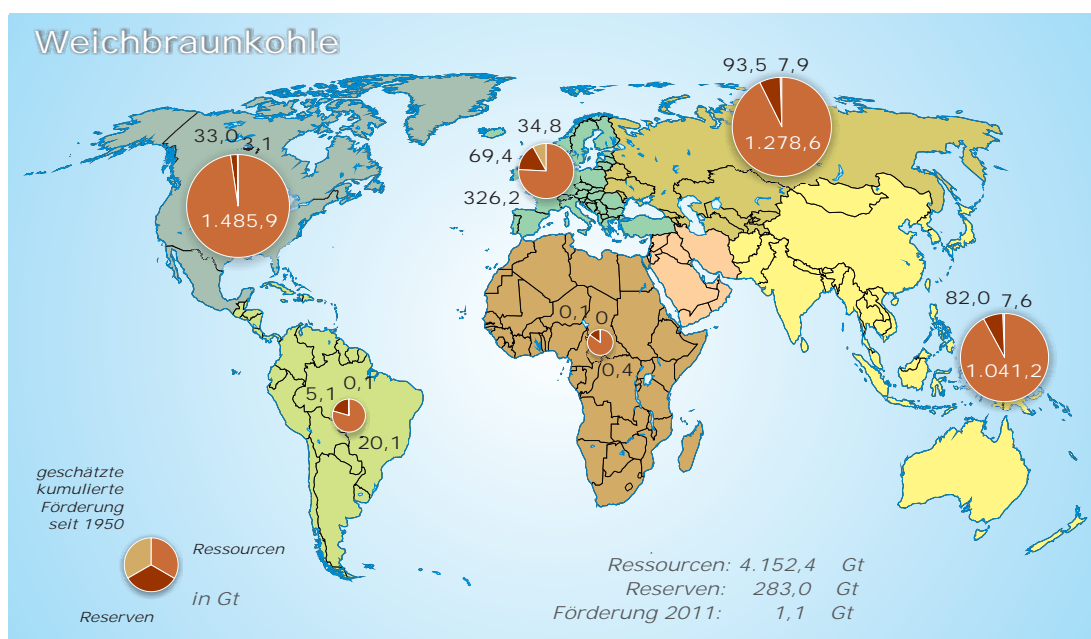 Weichbraunkohle
93,5 7,9
1.278,6
34,8
69,4
326,2
33,0
3,1
1.485,9
82,0 7,6
1.041,2
0,1 0
0,4
5,1 0,1
20,1
geschätzte
kumulierte
Förderung
seit 1950
Ressourcen
in Gt
Reserven
Ressourcen: 4.152,4 Gt
Reserven: 283,0 Gt
Förderung 2011: 1,1 Gt